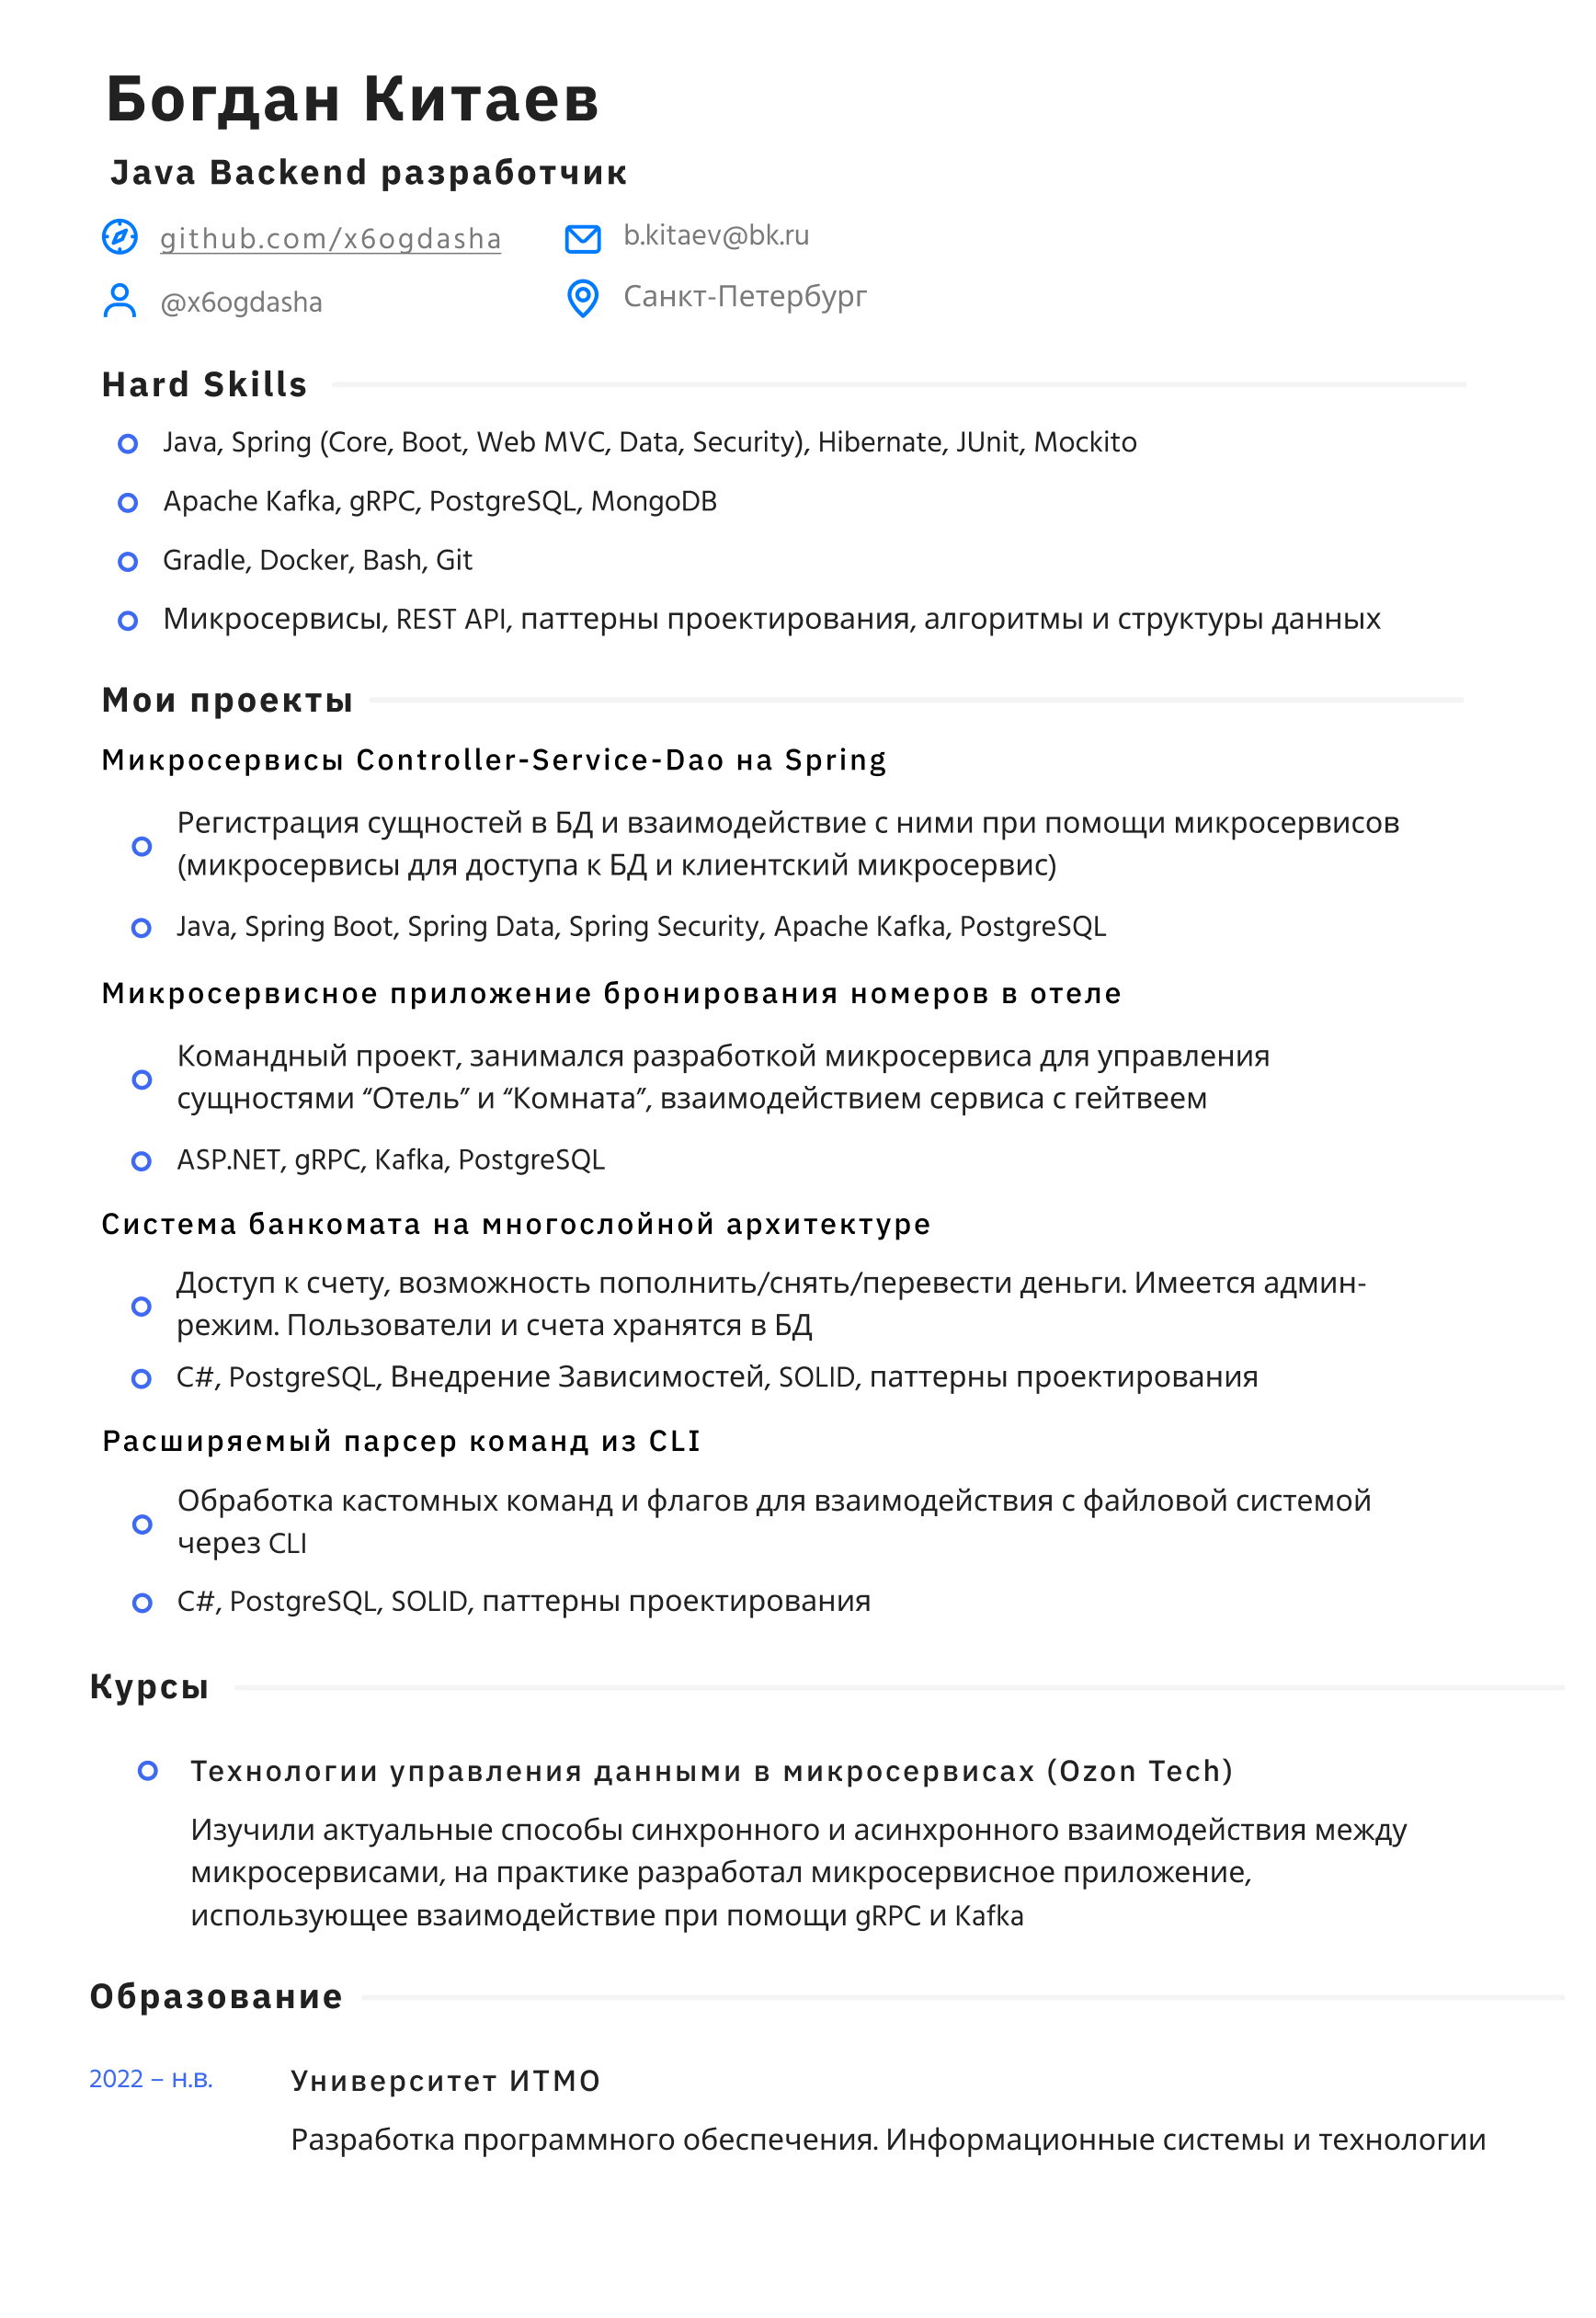 Богдан Китаев
Java Backend разработчик
github.com/x6ogdasha
b.kitaev@bk.ru
@x6ogdasha
Санкт-Петербург
Hard Skills
Java, Spring (Core, Boot, Web MVC, Data, Security), Hibernate, JUnit, Mockito
Apache Kafka, gRPC, PostgreSQL, MongoDB
Gradle, Docker, Bash, Git
Микросервисы, REST API, паттерны проектирования, алгоритмы и структуры данных
Мои проекты
Микросервисы Controller-Service-Dao на Spring
Регистрация сущностей в БД и взаимодействие с ними при помощи микросервисов
(микросервисы для доступа к БД и клиентский микросервис)
Java, Spring Boot, Spring Data, Spring Security, Apache Kafka, PostgreSQL
Микросервисное приложение бронирования номеров в отеле
Командный проект, занимался разработкой микросервиса для управления
сущностями “Отель” и “Комната”, взаимодействием сервиса с гейтвеем
ASP.NET, gRPC, Kafka, PostgreSQL
Система банкомата на многослойной архитектуре
Доступ к счету, возможность пополнить/снять/перевести деньги. Имеется админ-
режим. Пользователи и счета хранятся в БД
C#, PostgreSQL, Внедрение Зависимостей, SOLID, паттерны проектирования
Расширяемый парсер команд из CLI
Обработка кастомных команд и флагов для взаимодействия с файловой системой
через CLI
C#, PostgreSQL, SOLID, паттерны проектирования
Курсы
Технологии управления данными в микросервисах (Ozon Tech)
Изучили актуальные способы синхронного и асинхронного взаимодействия между
микросервисами, на практике разработал микросервисное приложение,
использующее взаимодействие при помощи gRPC и Kafka
Образование
2022 – н.в.
Университет ИТМО
Разработка программного обеспечения. Информационные системы и технологии